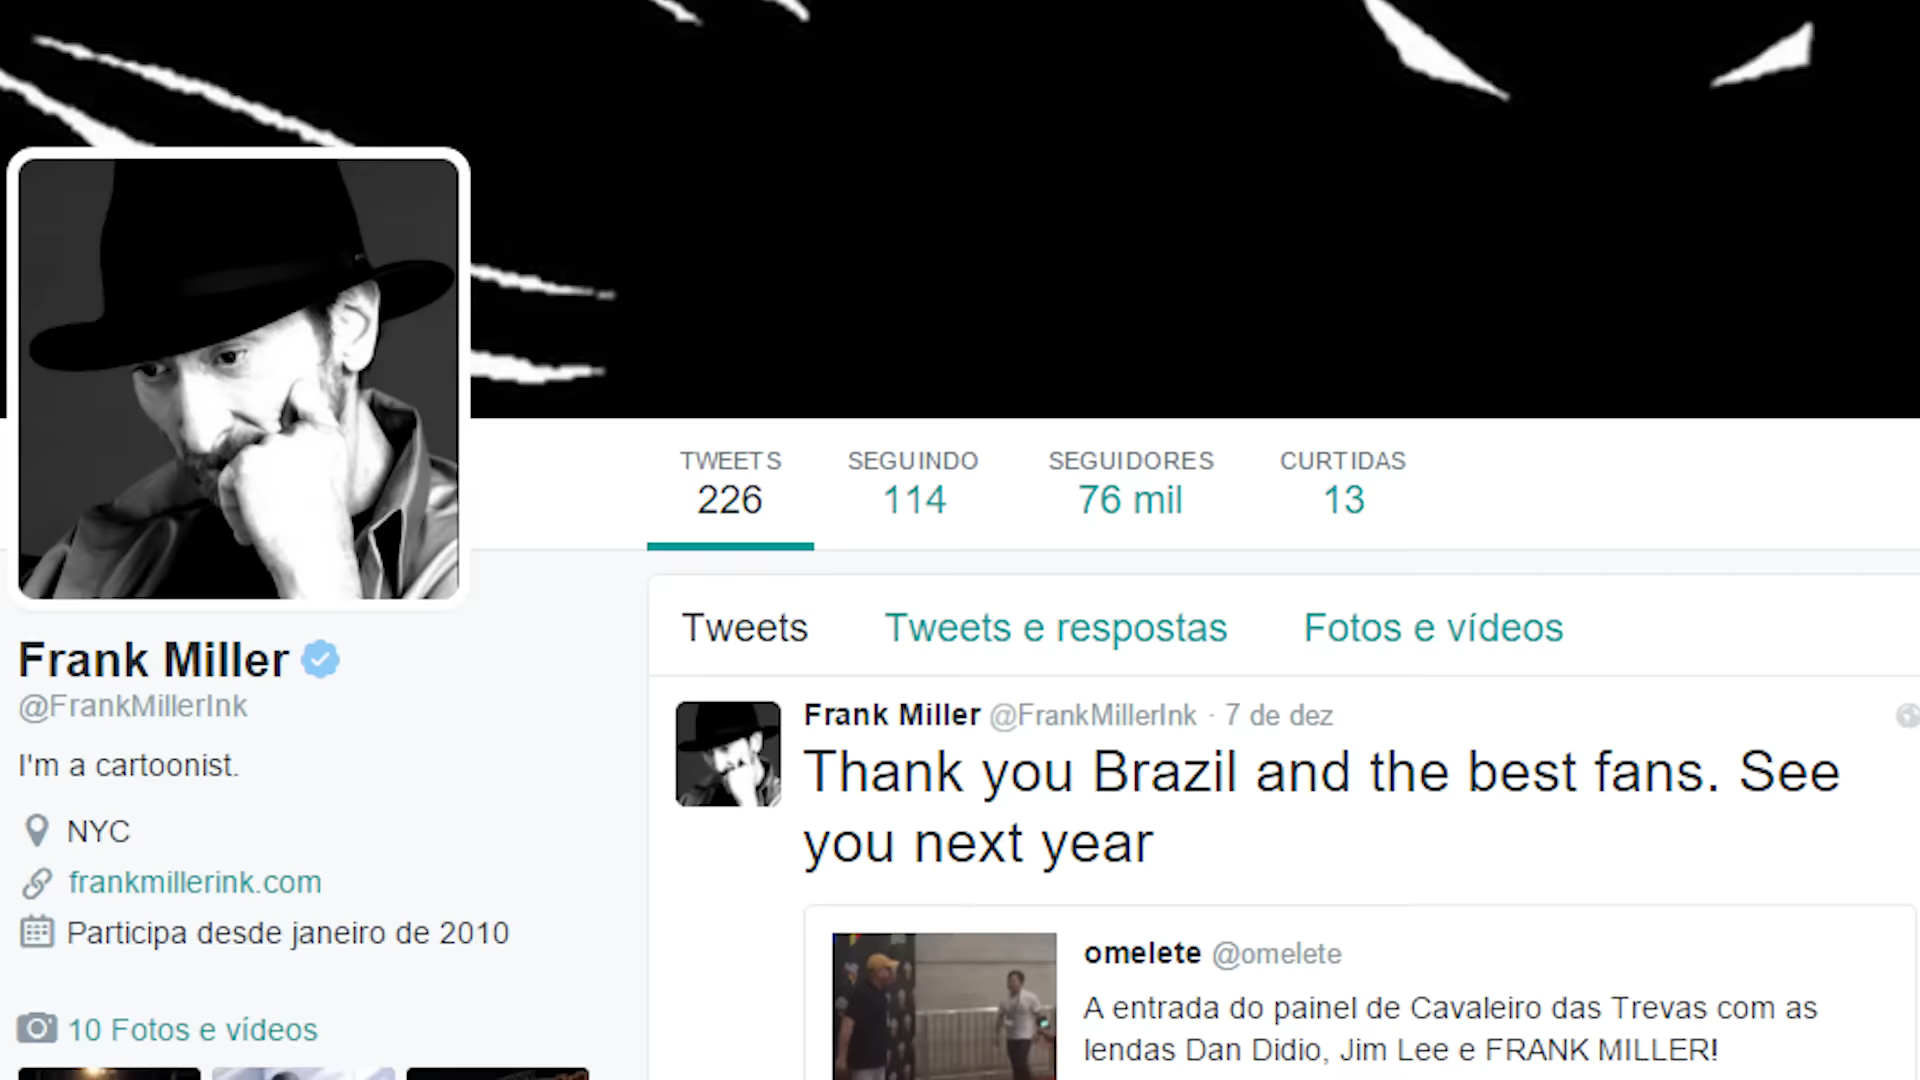 TWEETS
226
SEGUINDO
114
SEGUIDORES
76 mil
CURTIDAS
13
Frank Miller
@FrankMillerInk
I'm a cartoonist.
NYC
frankmillerink.com
Participa desde janeiro de 2010
10 Fotos e vídeos
Tweets
Tweets e respostas
Fotos e vídeos
Frank Miller @FrankMillerInk · 7 de dez
Thank you Brazil and the best fans. See
you next year
omelete @omelete
A entrada do painel de Cavaleiro das Trevas com as
lendas Dan Didio, Jim Lee e FRANK MILLER!